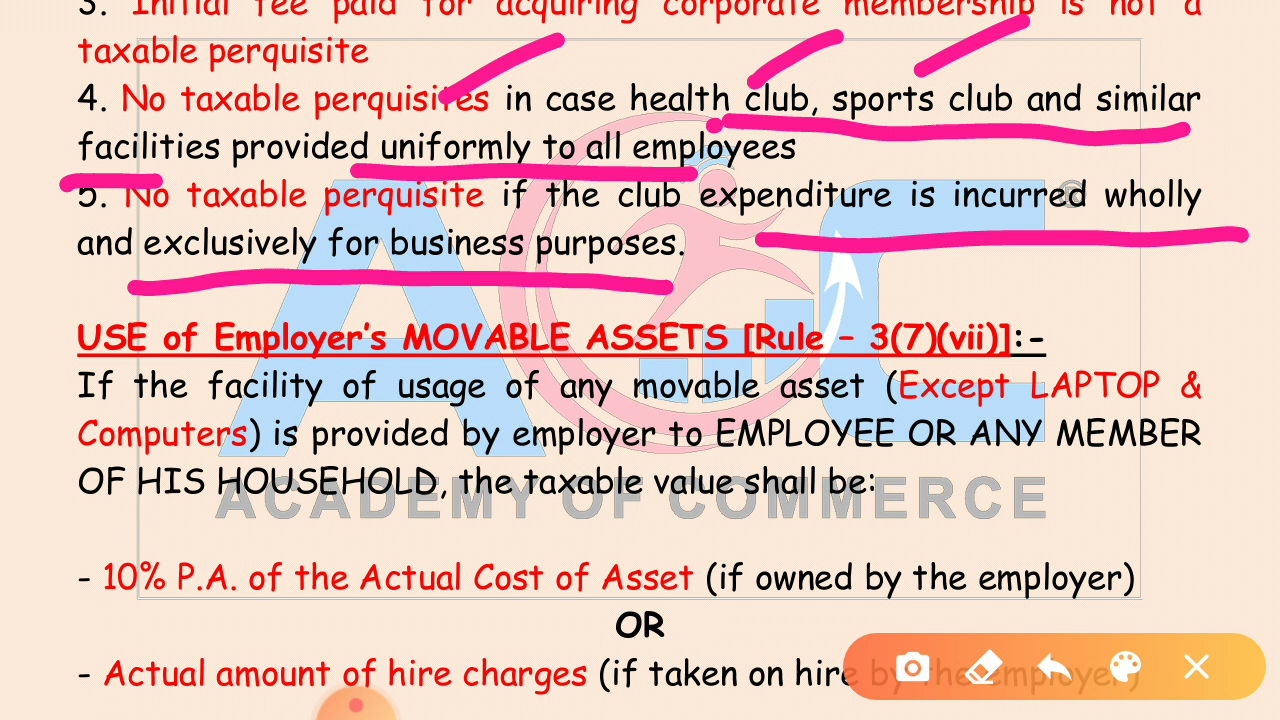 3. Initial fee paid for acquiring corporate membership is not a
taxable perquisite
4. No taxable perquisites in case health club, sports club and similar
facilities provided uniformly to all employees
5. No taxable perquisite if the club expenditure is incurred wholly
and exclusively for business purposes.
USE of Employer's MOVABLE ASSETS [Rule – 3(7)(vii)]:-
If the facility of usage of any movable asset (Except LAPTOP &
Computers) is provided by employer to EMPLOYEE OR ANY MEMBER
OF HIS HOUSEHOLD, the taxable value shall be:
ACADEMY OF COMMERCE
- 10% P.A. of the Actual Cost of Asset (if owned by the employer)
OR
- Actual amount of hire charges (if taken on hire by the employer)